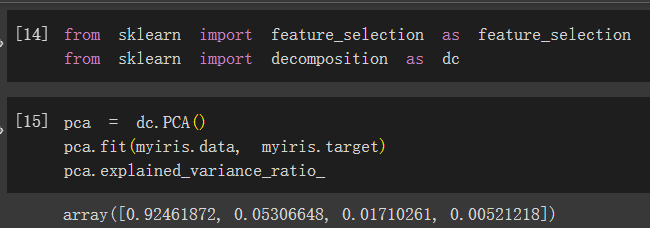 [14] from sklearn import feature_selection as feature_selection
from sklearn import decomposition as dc
[15] pca = dc.PCA()
pca.fit(myiris.data, myiris.target)
pca.explained_variance_ratio_
array([0.92461872, 0.05306648, 0.01710261, 0.00521218])